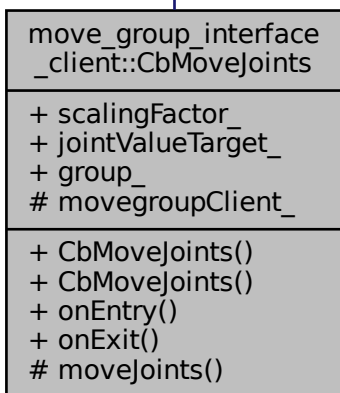 move_group_interface
_client::CbMoveJoints
+ scalingFactor_
+ jointValueTarget_
+ group_
# movegroupClient_
+ CbMoveJoints()
+ CbMoveJoints()
+ onEntry()
+ onExit()
# moveJoints()